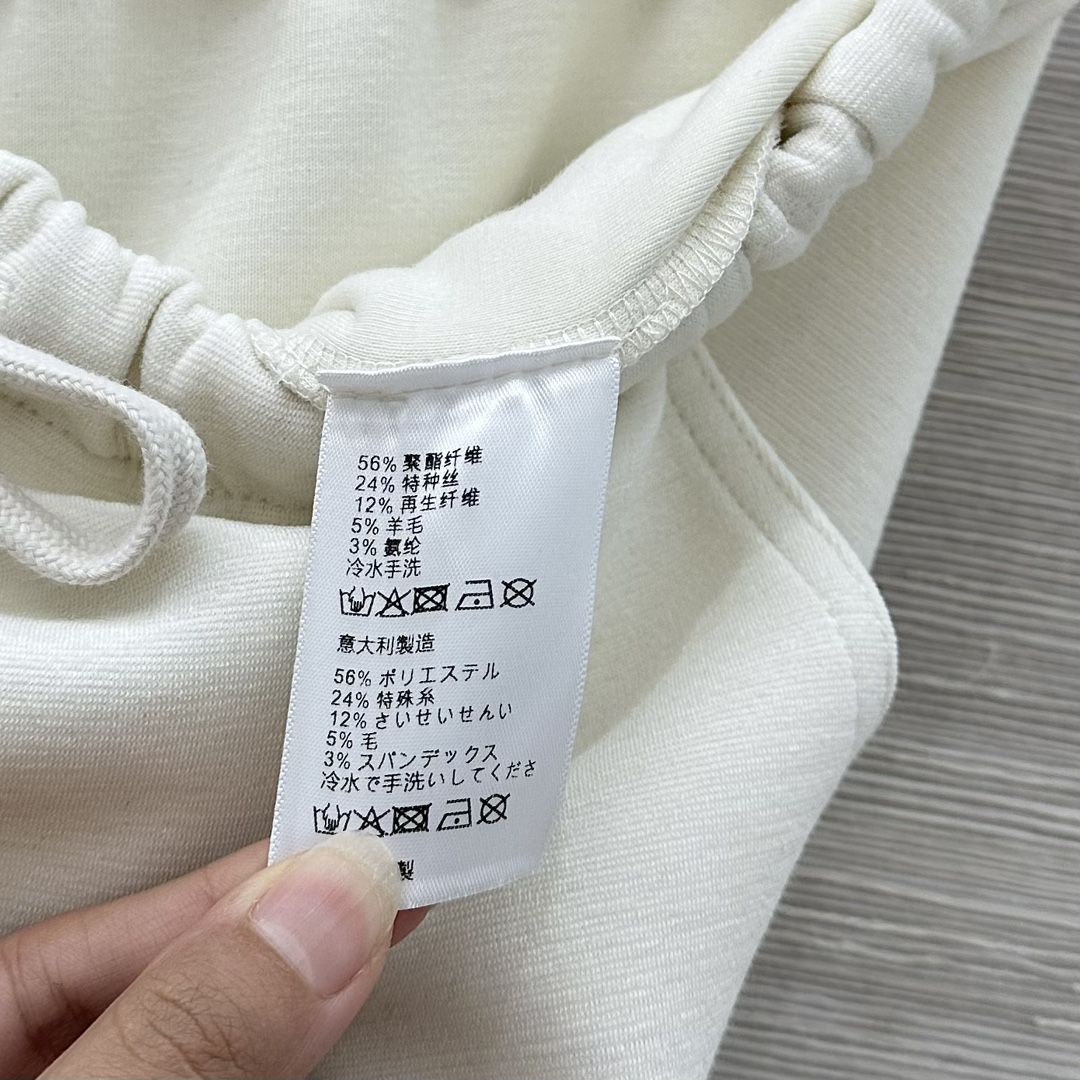 56% 聚酯纤维
24% 特种丝
12% 再生纤维
5% 羊毛
3% 氨纶
冷水手洗
意大利製造
56% ポリエステル
24% 特殊糸
12% さいせいせんい
5% 毛
3% スパンデックス
冷水で手洗いしてくださ
製